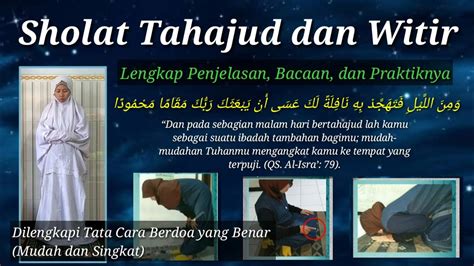 Sholat Tahajud dan Witir
Lengkap Penjelasan, Bacaan, dan Praktiknya
وَمِنَ اللَّيْلِ فَتَهَجَّدْ بِهِ نَافِلَةً لَكَ عَسَى أَنْ يَبْعَثَكَ رَبُّكَ مَقَامًا مَحْمُودًا
“Dan pada sebagian malam hari bertahajud lah kamu
sebagai suatu ibadah tambahan bagimu; mudah-
mudahan Tuhanmu mengangkat kamu ke tempat yang
terpuji. (QS. Al-Isra’: 79).
Dilengkapi Tata Cara Berdoa yang Benar
(Mudah dan Singkat)